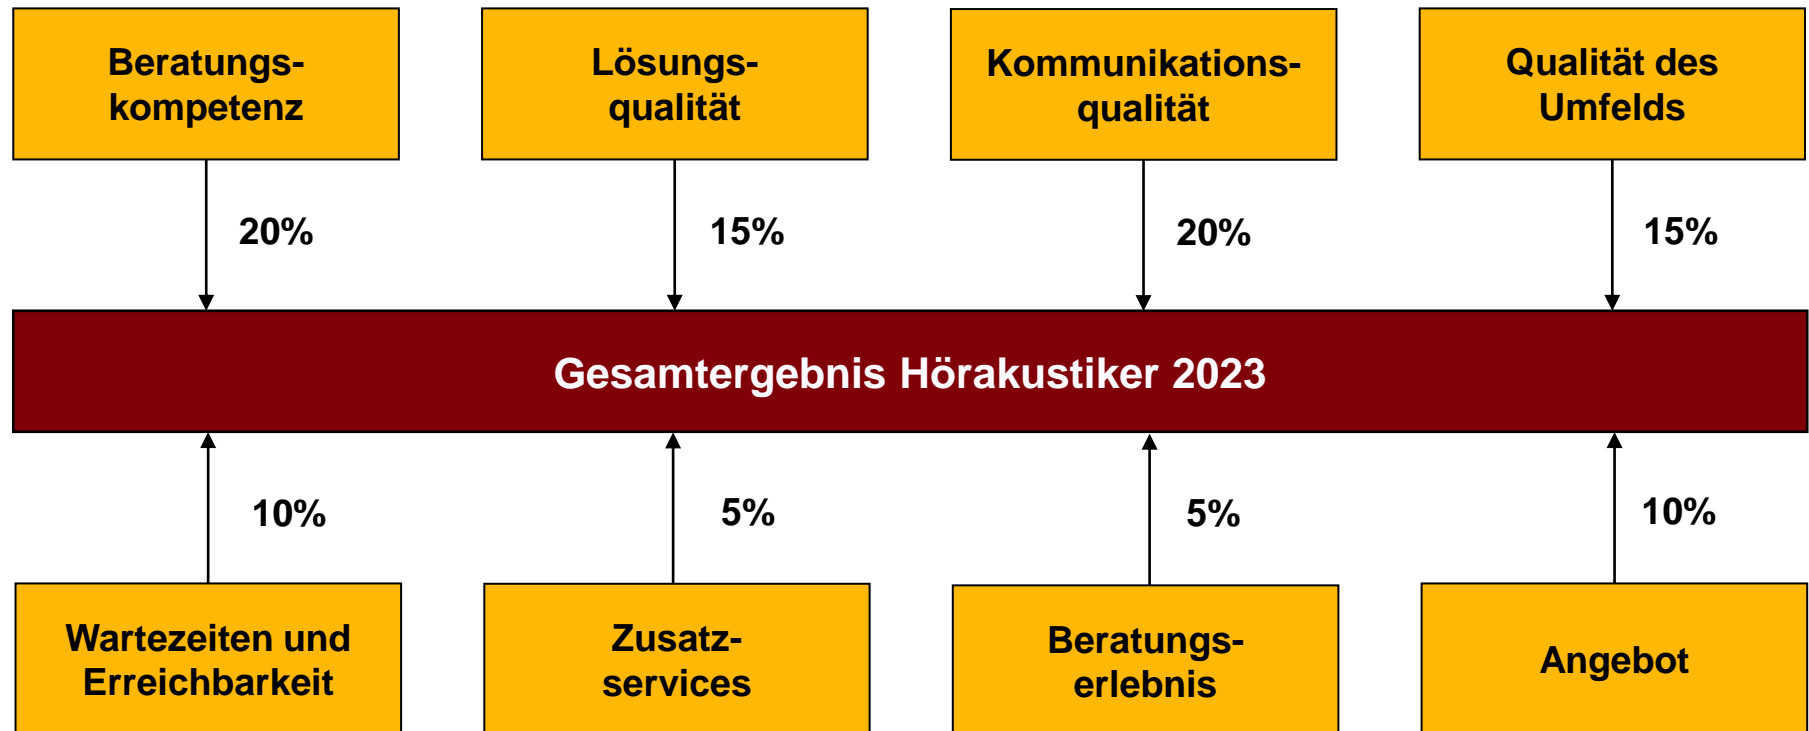 Beratungs-
kompetenz
Lösungs-
qualität
Kommunikations-
qualität
Qualität des
Umfelds
20%
15%
20%
15%
Gesamtergebnis Hörakustiker 2023
10%
5%
5%
10%
Wartezeiten und
Erreichbarkeit
Zusatz-
services
Beratungs-
erlebnis
Angebot